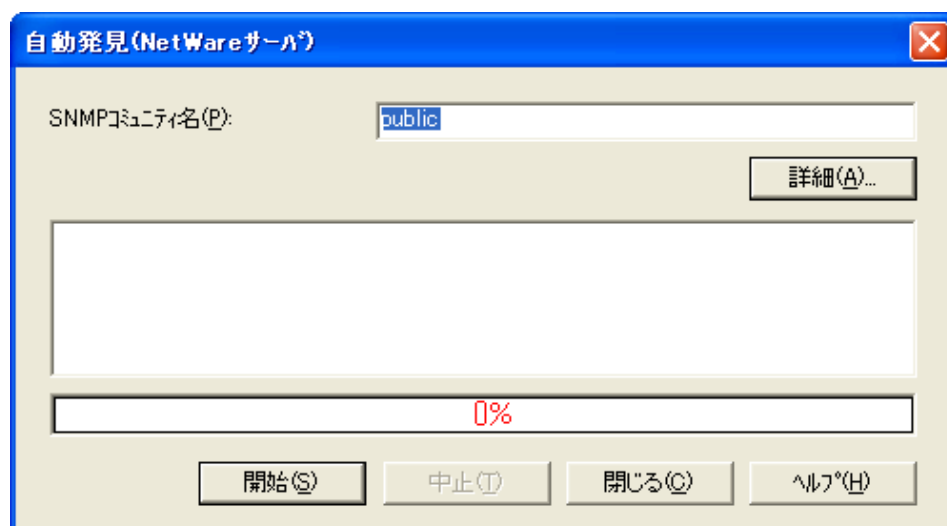 自動発見(NetWareｻｰﾊﾞ)
SNMPｺﾐｭﾆﾃｨ名(P):
public
詳細(A)...
0%
開始(S)
中止(T)
閉じる(C)
ﾍﾙﾌﾟ(H)